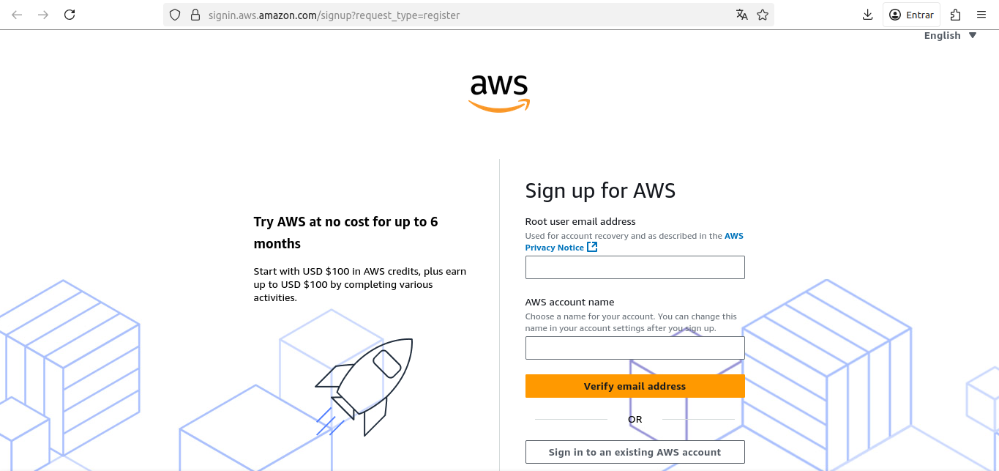 signin.aws.amazon.com/signup?request_type=register
Entrar
English
aws
Try AWS at no cost for up to 6
months
Start with USD $100 in AWS credits, plus earn
up to USD $100 by completing various
activities.
Sign up for AWS
Root user email address
Used for account recovery and as described in the AWS
Privacy Notice
AWS account name
Choose a name for your account. You can change this
name in your account settings after you sign up.
Verify email address
OR
Sign in to an existing AWS account